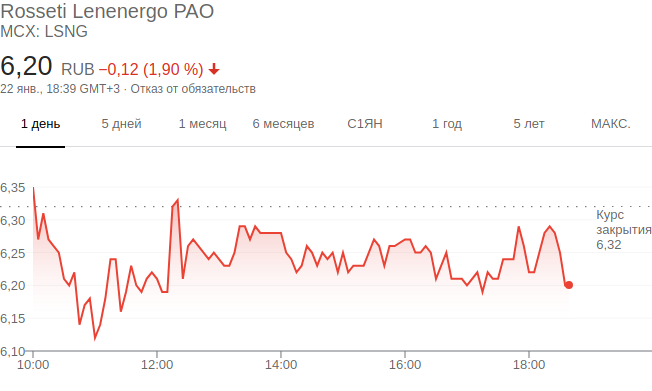 Rosseti Lenenergo PAO
MCX: LSNG
6,20 RUB −0,12 (1,90 %)
22 янв., 18:39 GMT+3 · Отказ от обязательств
1 день 5 дней 1 месяц 6 месяцев С1ЯН 1 год 5 лет МАКС.
6,35
6,30
6,25
6,20
6,15
6,10
Курс
закрытия
6,32
10:00 12:00 14:00 16:00 18:00